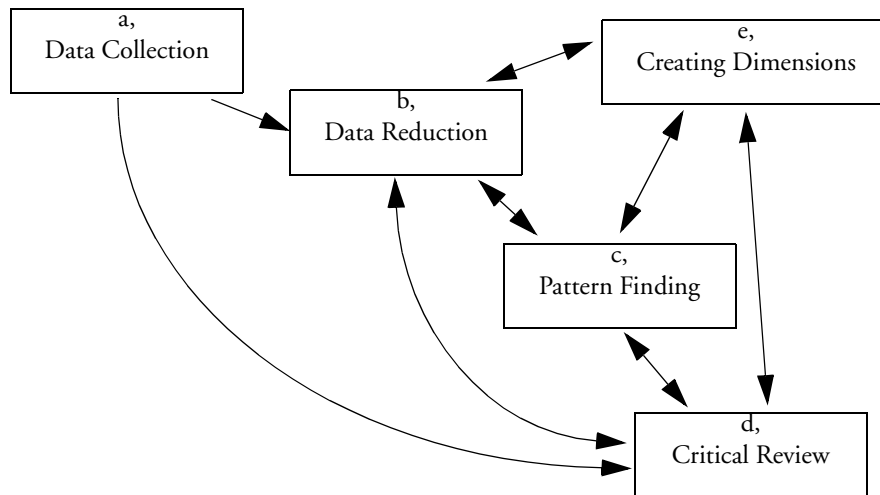 a,
Data Collection
b,
Data Reduction
e,
Creating Dimensions
c,
Pattern Finding
d,
Critical Review